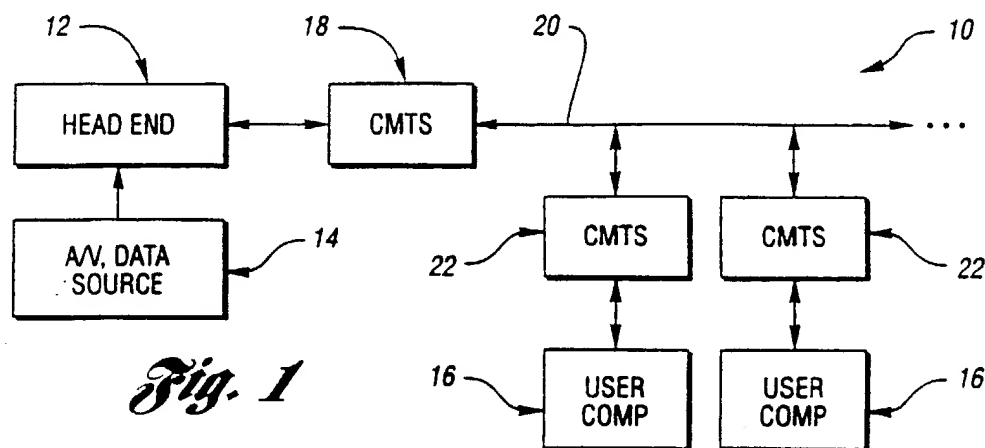 12
18
20
10
HEAD END
CMTS
...
A/V, DATA
SOURCE
14
CMTS
CMTS
22
22
Fig. 1
16
USER
COMP
USER
COMP
16